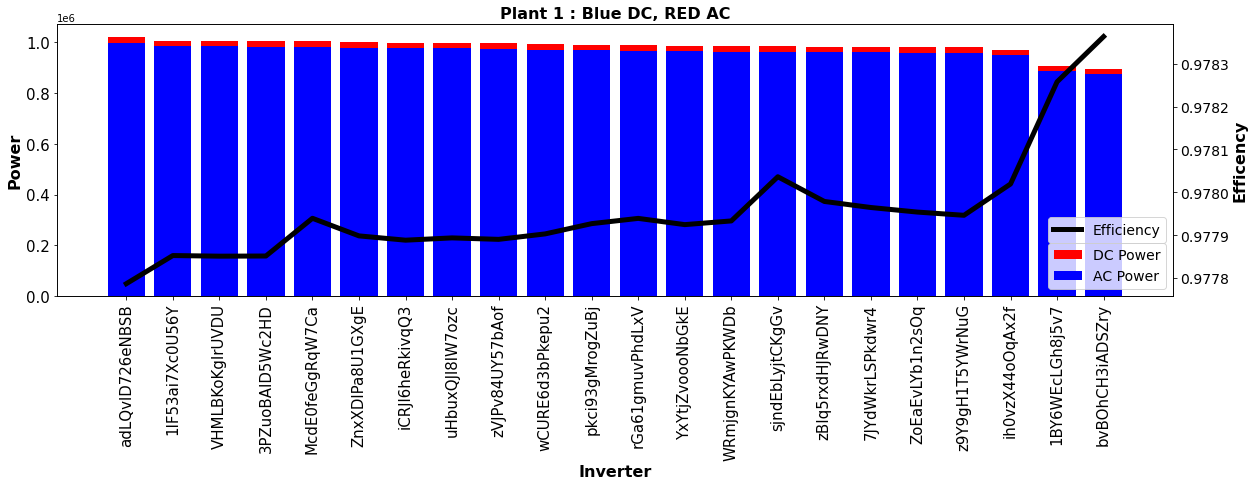 Plant 1 : Blue DC, RED AC
1e6
1.0
0.8
0.6
0.4
0.2
0.0
Power
0.9783
0.9782
0.9781
0.9780
0.9779
0.9778
Efficency
Efficiency
DC Power
AC Power
adLQvlD726eNBSB
1IF53ai7Xc0U56Y
VHMLBKoKgIrUVDU
3PZuoBAID5Wc2HD
McdE0feGgRqW7Ca
ZnxXDlPa8U1GXgE
iCRJl6heRkivqQ3
uHbuxQJl8lW7ozc
zVJPv84UY57bAof
wCURE6d3bPkepu2
pkci93gMrogZuBj
rGa61gmuvPhdLxV
YxYtjZvoooNbGkE
WRmjgnKYAwPKWDb
sjndEbLyjtCKgGv
zBIq5rxdHJRwDNY
7JYdWkrLSPkdwr4
ZoEaEvLYb1n2sOq
z9Y9gH1T5YWrNuG
ih0vzX44oOqAx2f
1BY6WEcLGh8j5v7
bvBOhCH3iADSZry
Inverter